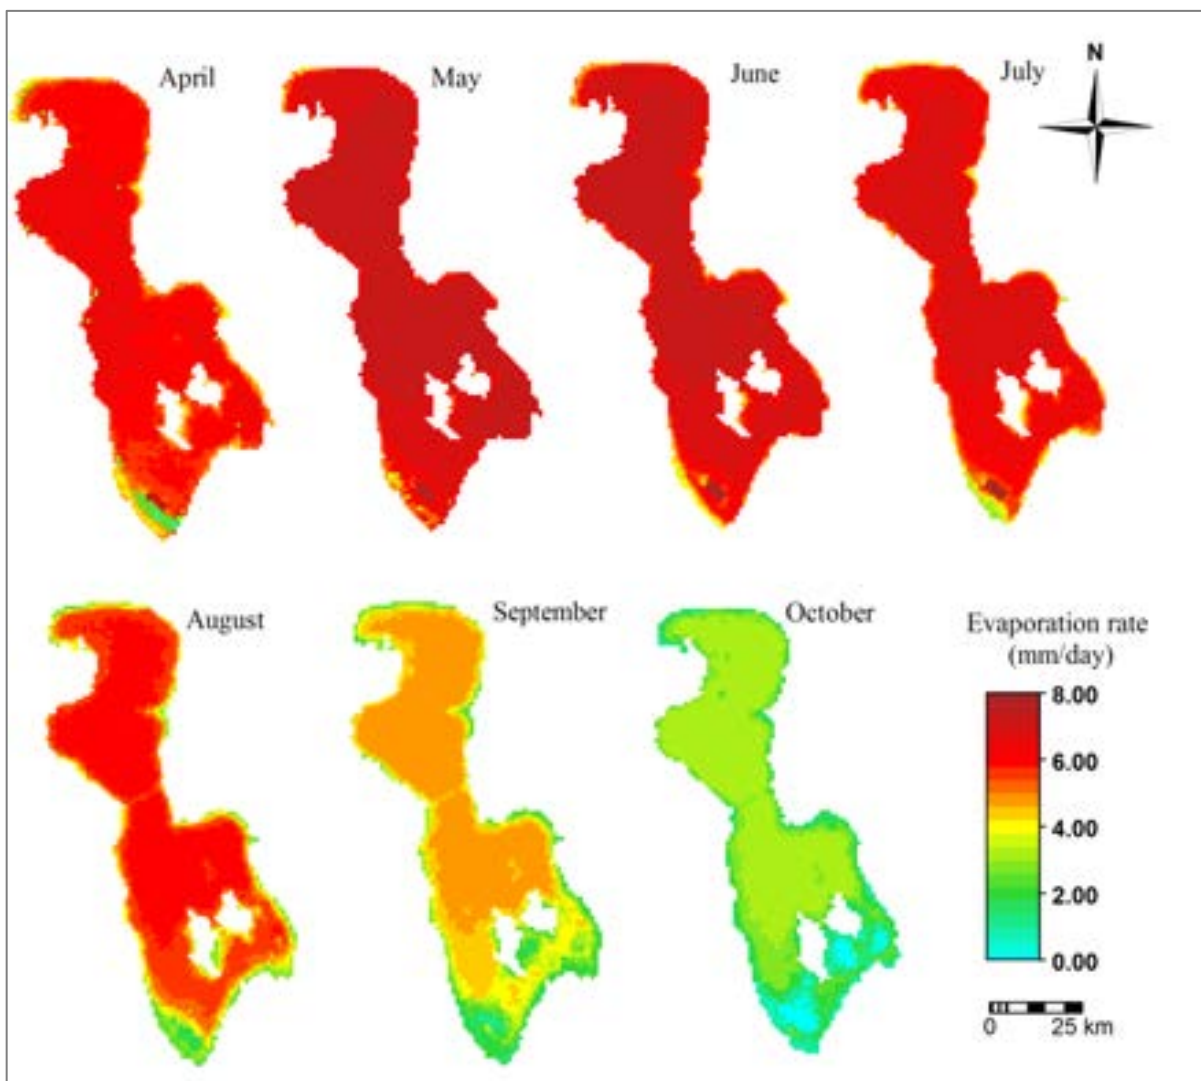 April
May
June
July
N
August
September
October
Evaporation rate
(mm/day)
8.00
6.00
4.00
2.00
0.00
0
25 km